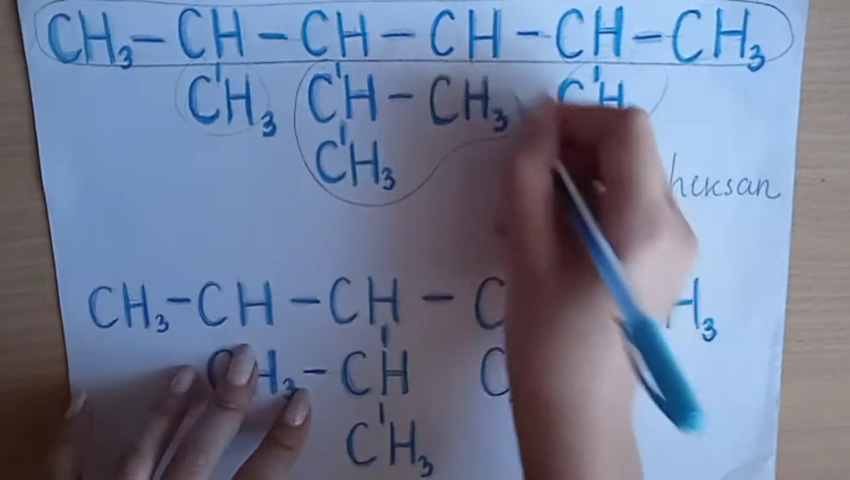 CH₃ – CH – CH – CH – CH – CH₃
CH₃ CH – CH₃ CH
CH₃
heksan
CH₃ – CH – CH – C H₃
H₃ – CH C
CH₃